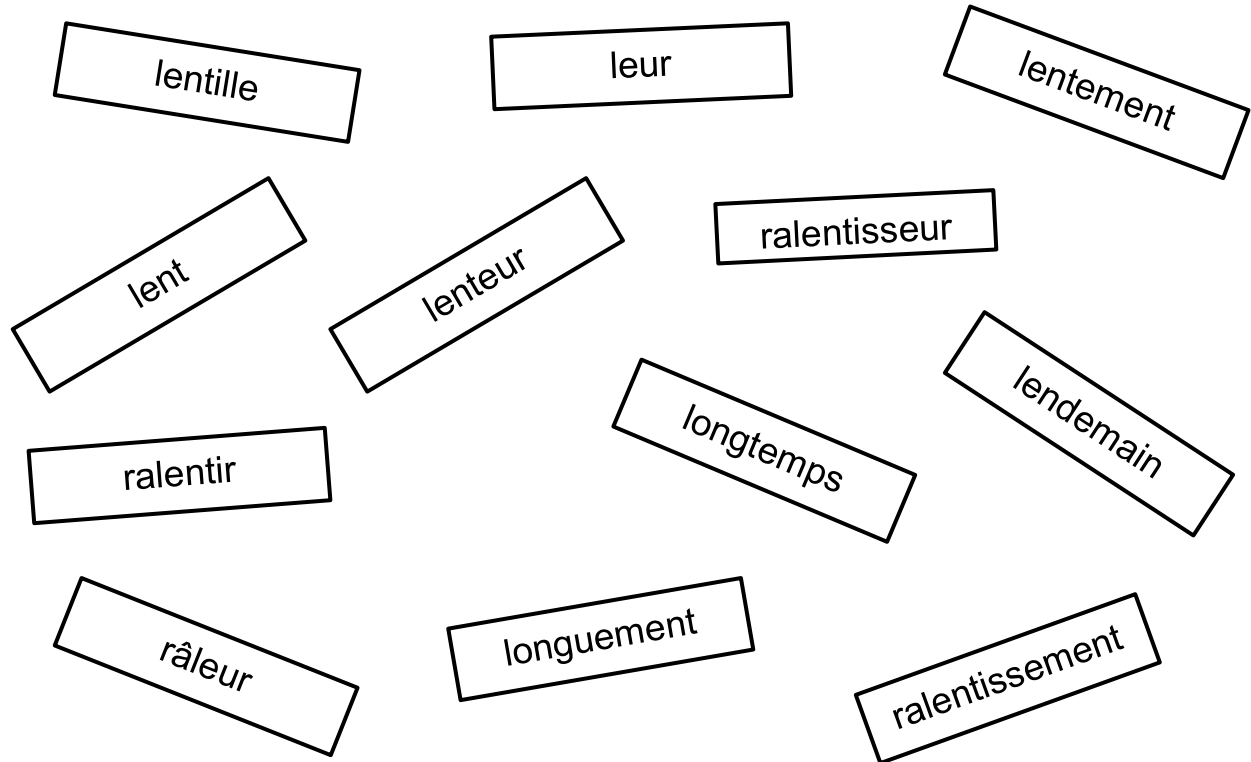 lentille
leur
lentement
lent
lenteur
ralentisseur
ralentir
longtemps
lendemain
râleur
longuement
ralentissement